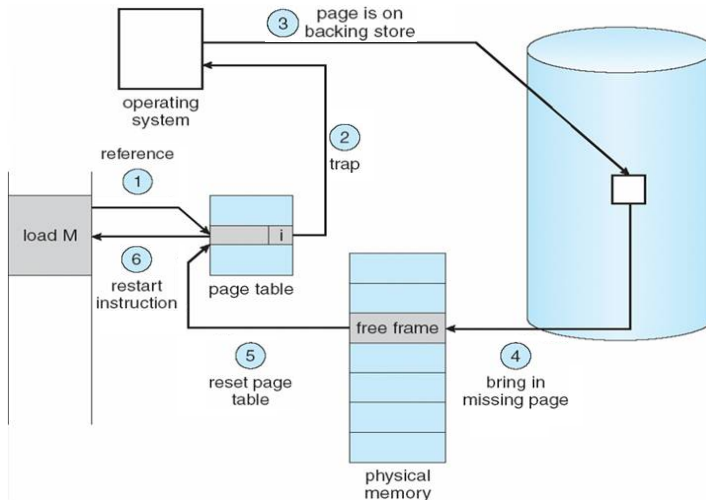 3
page is on
backing store
operating
system
2
trap
reference
1
load M
i
6
restart
instruction
page table
free frame
5
reset page
table
4
bring in
missing page
physical
memory